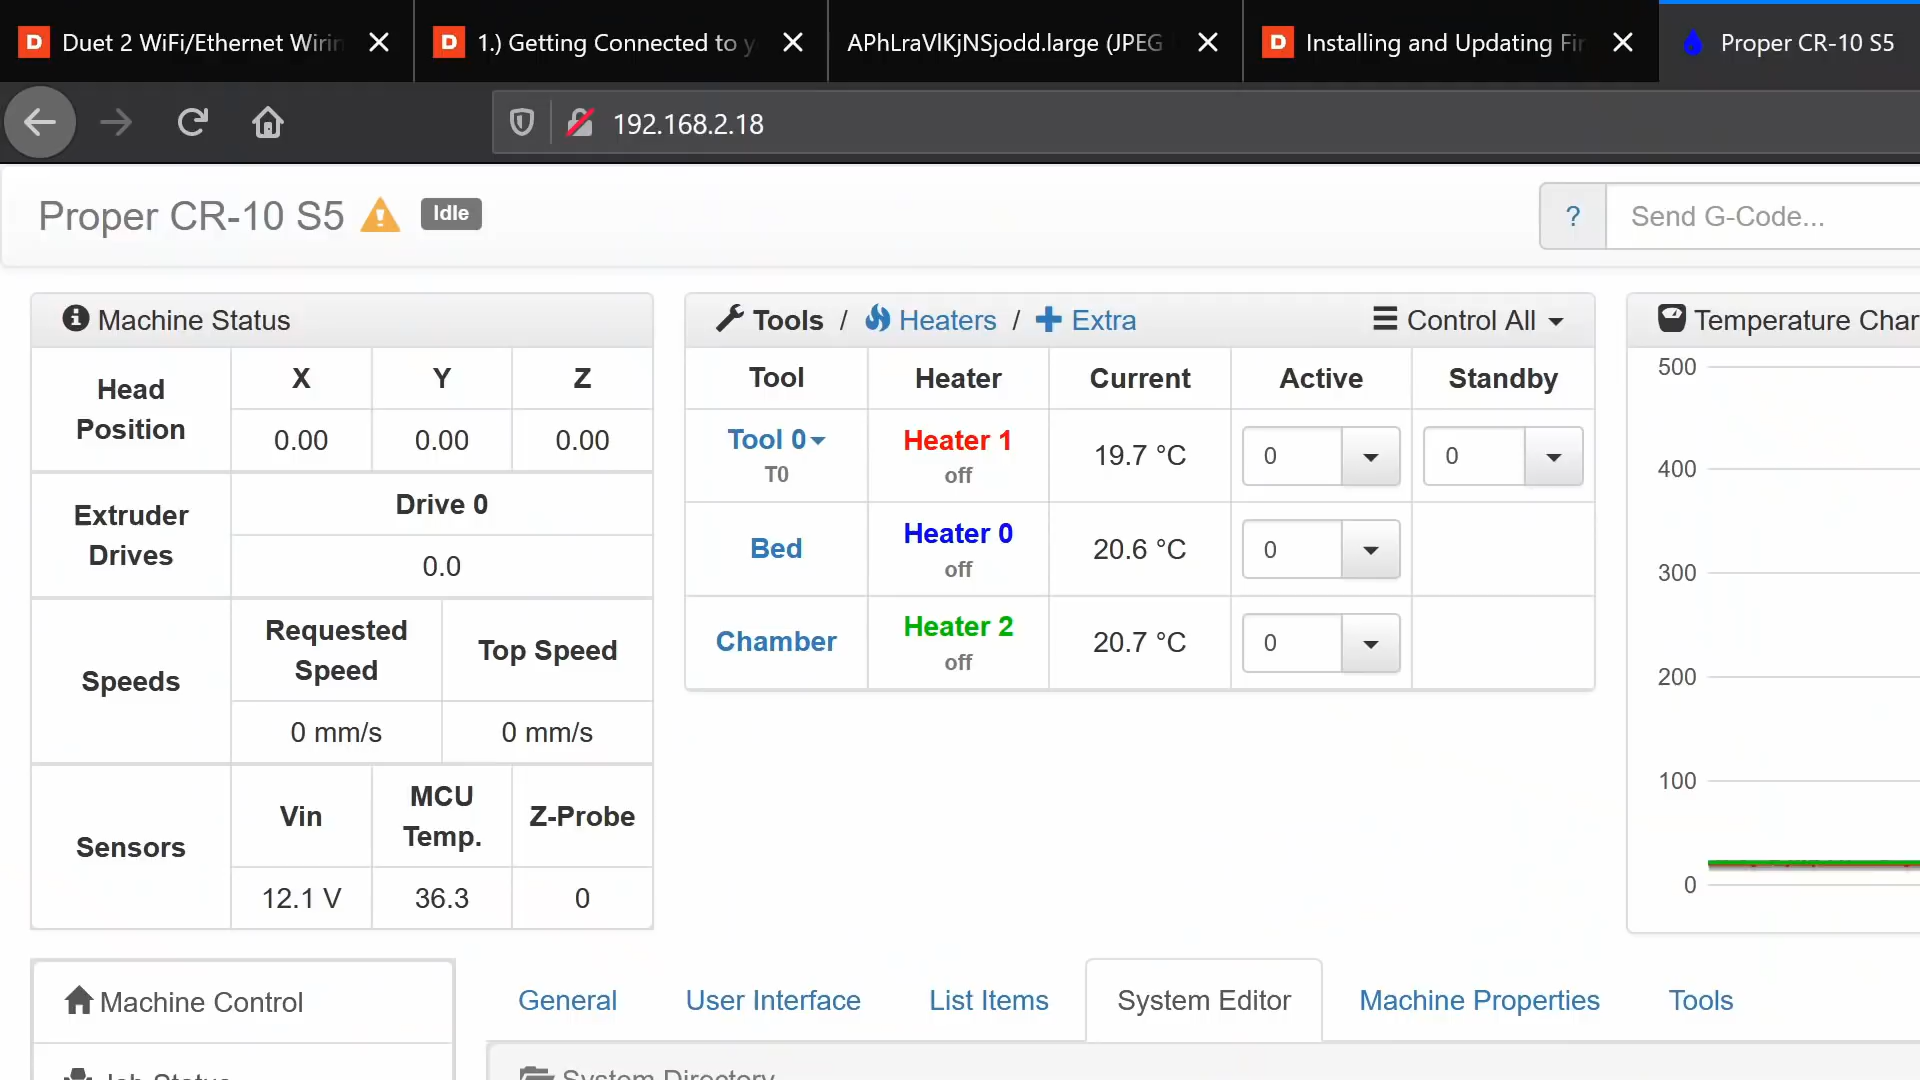 Duet 2 WiFi/Ethernet Wirin
1.) Getting Connected to y
APhLraVlKjNSjodd.large (JPEG
Installing and Updating Fir
Proper CR-10 S5
192.168.2.18
Proper CR-10 S5
Idle
?
Send G-Code...
Machine Status
Head
Position
X
Y
Z
0.00
0.00
0.00
Extruder
Drives
Drive 0
0.0
Speeds
Requested
Speed
Top Speed
0 mm/s
0 mm/s
Sensors
Vin
MCU
Temp.
Z-Probe
12.1 V
36.3
0
Tools / Heaters / Extra
Control All
Tool
Heater
Current
Active
Standby
Tool 0
T0
Heater 1
off
19.7 °C
0
0
Bed
Heater 0
off
20.6 °C
0
Chamber
Heater 2
off
20.7 °C
0
Temperature Char
500
400
300
200
100
0
Machine Control
Job Status
General
User Interface
List Items
System Editor
Machine Properties
Tools
System Directory